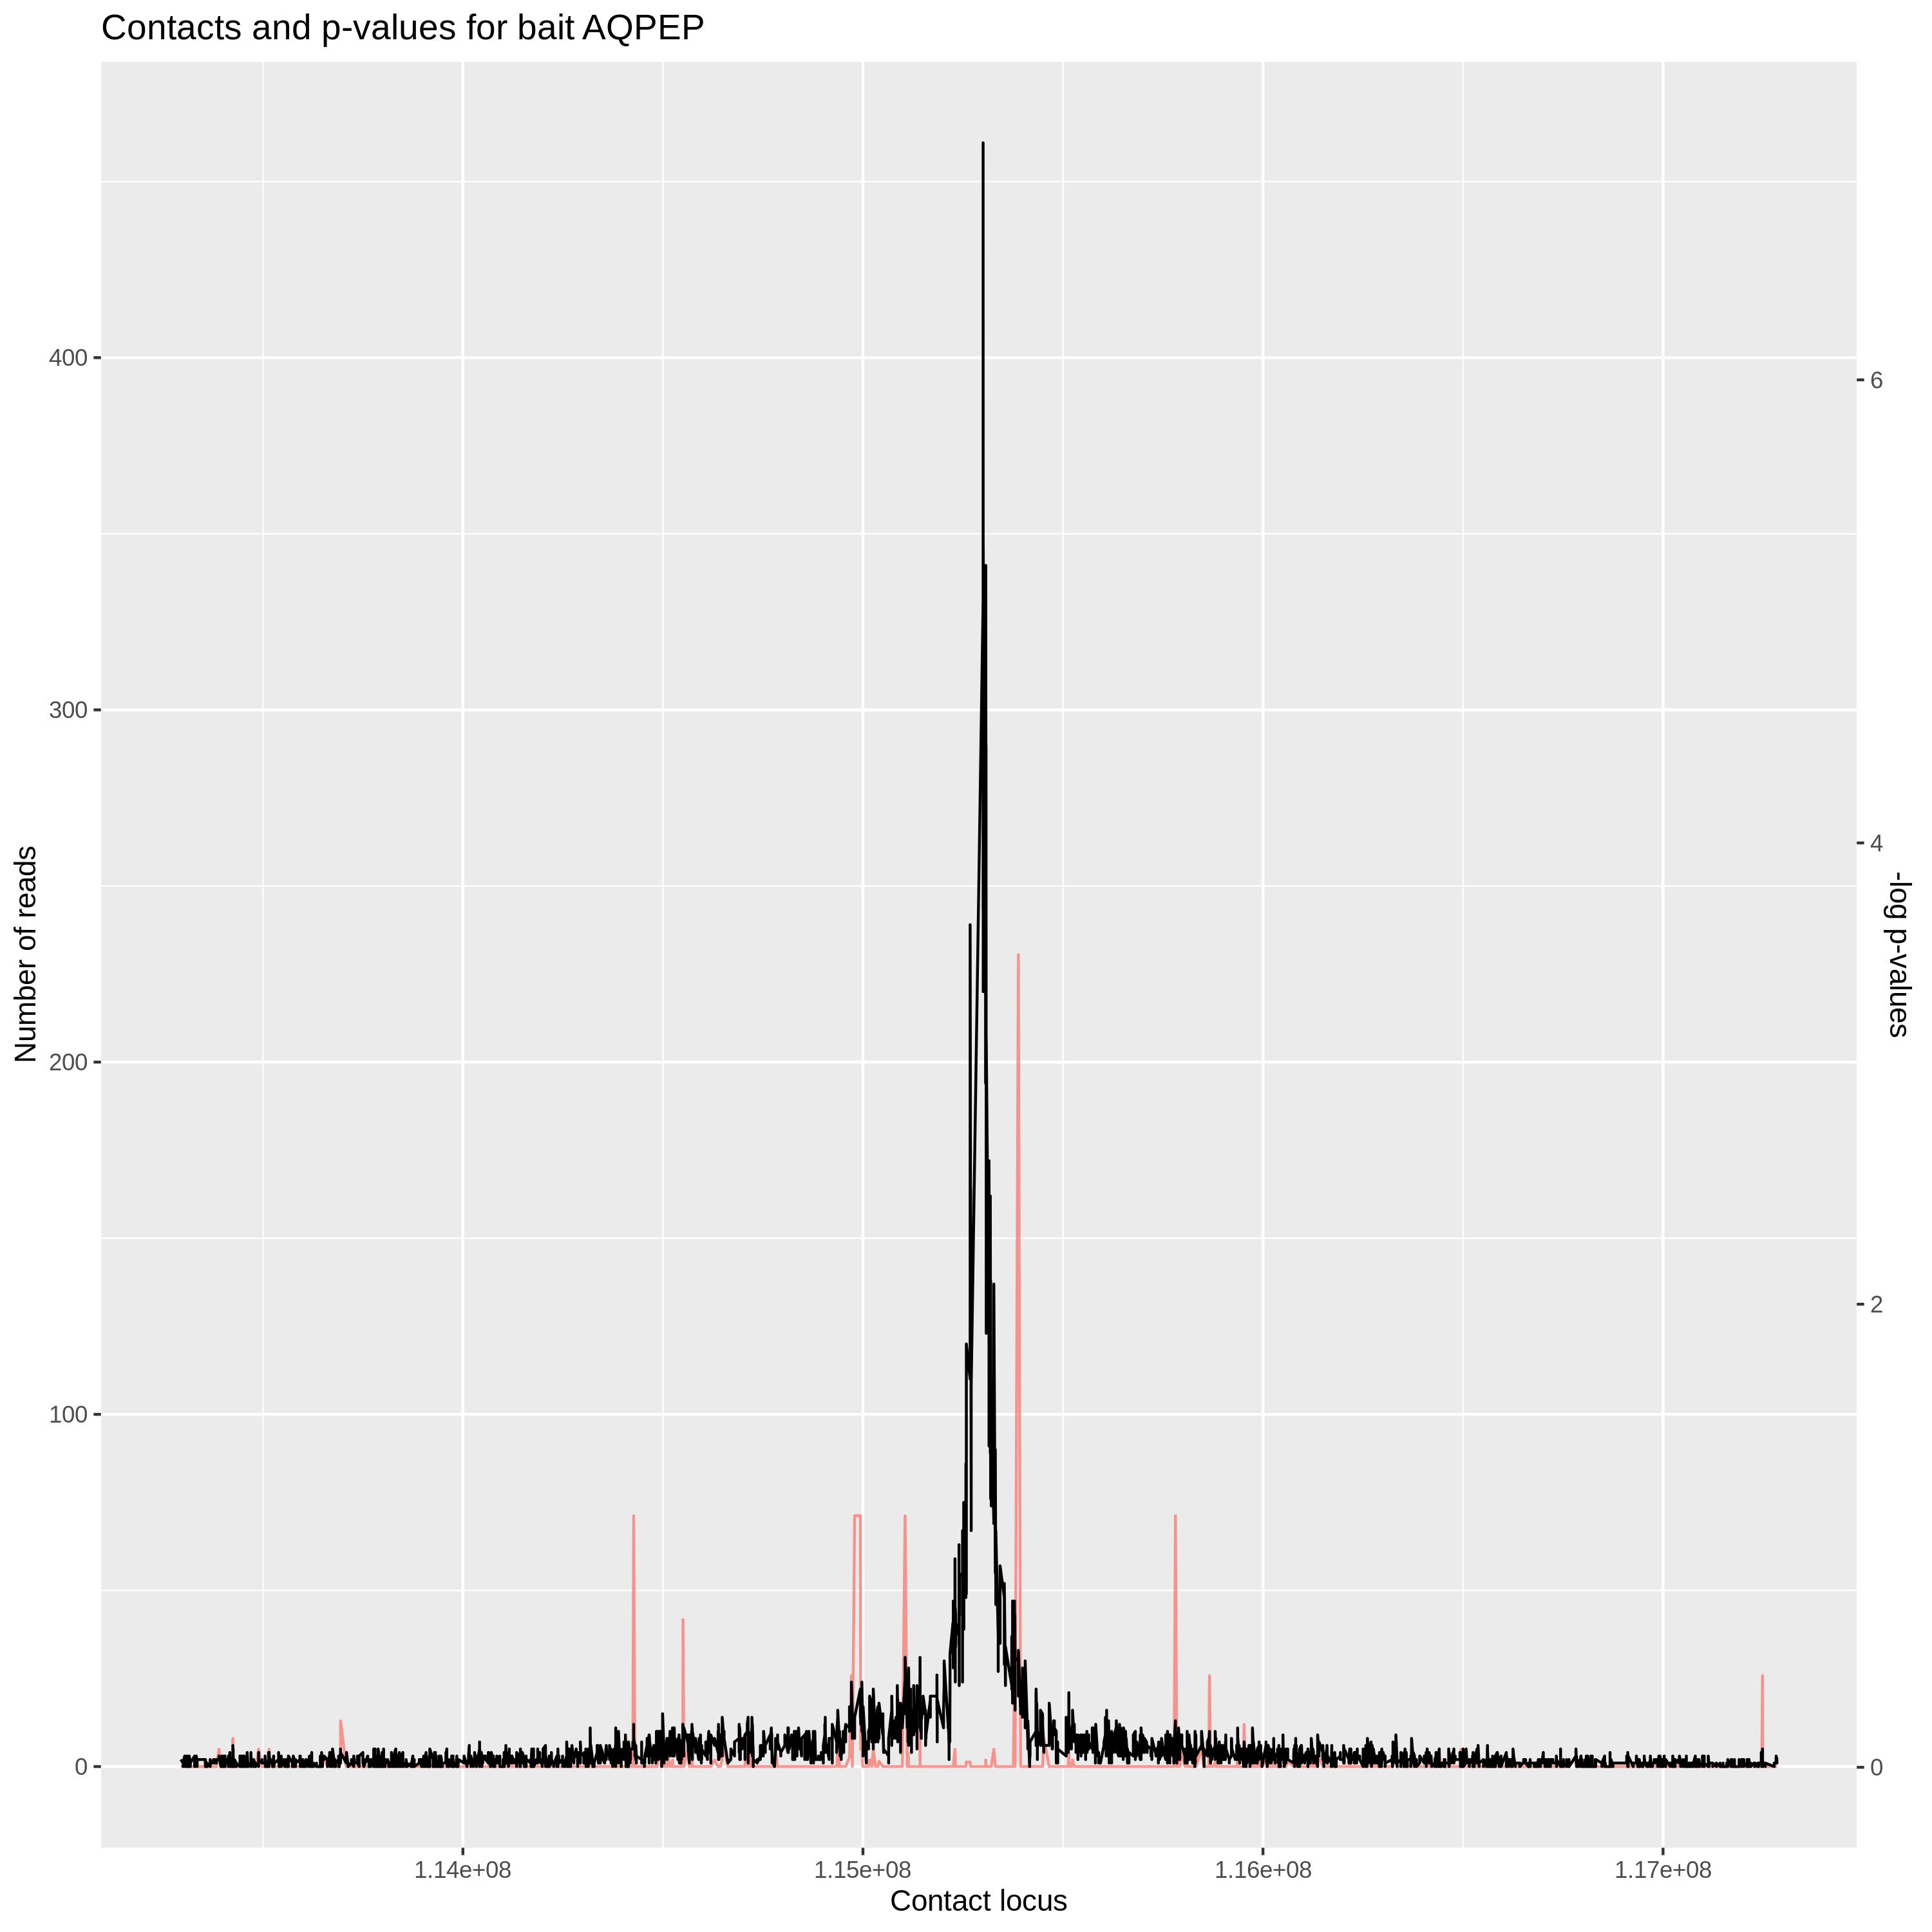 Contacts and p-values for bait AQPEP
400
300
200
100
0
Number of reads
6
4
2
0
-log p-values
1.14e+08
1.15e+08
1.16e+08
1.17e+08
Contact locus